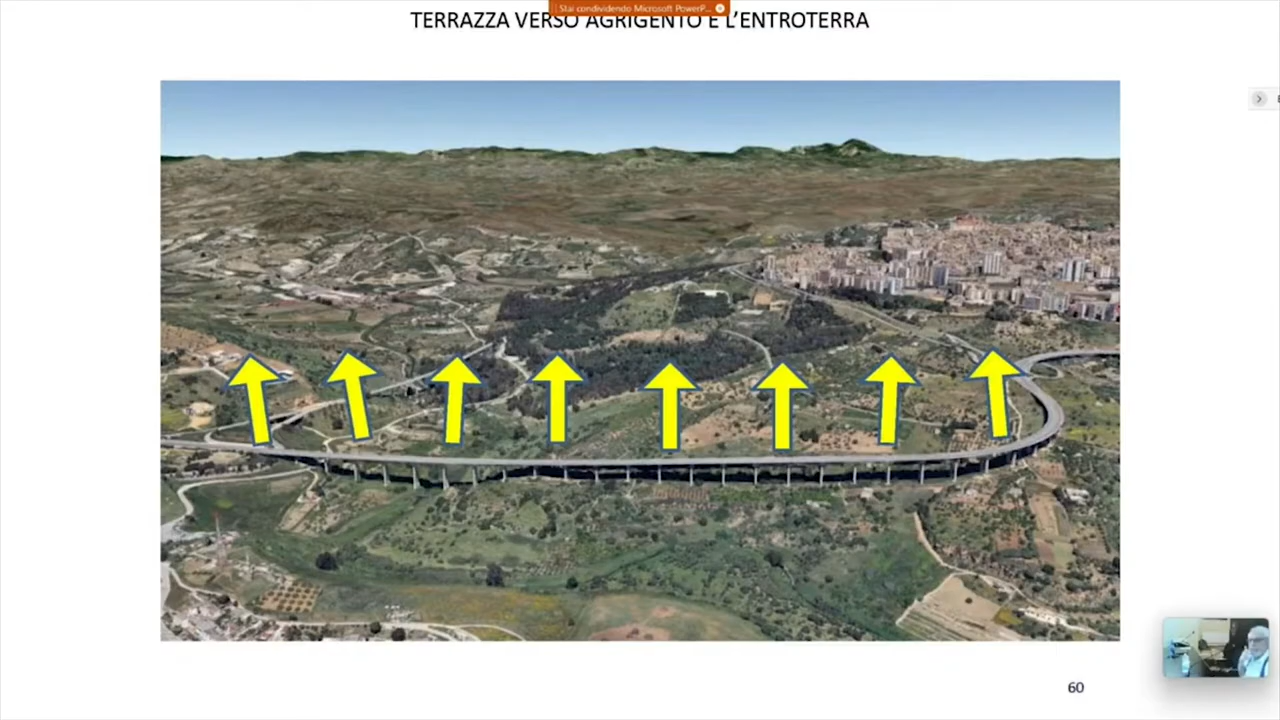 Stai condividendo Microsoft PowerP...
TERRAZZA VERSO AGRIGENTO E L'ENTROTERRA
60